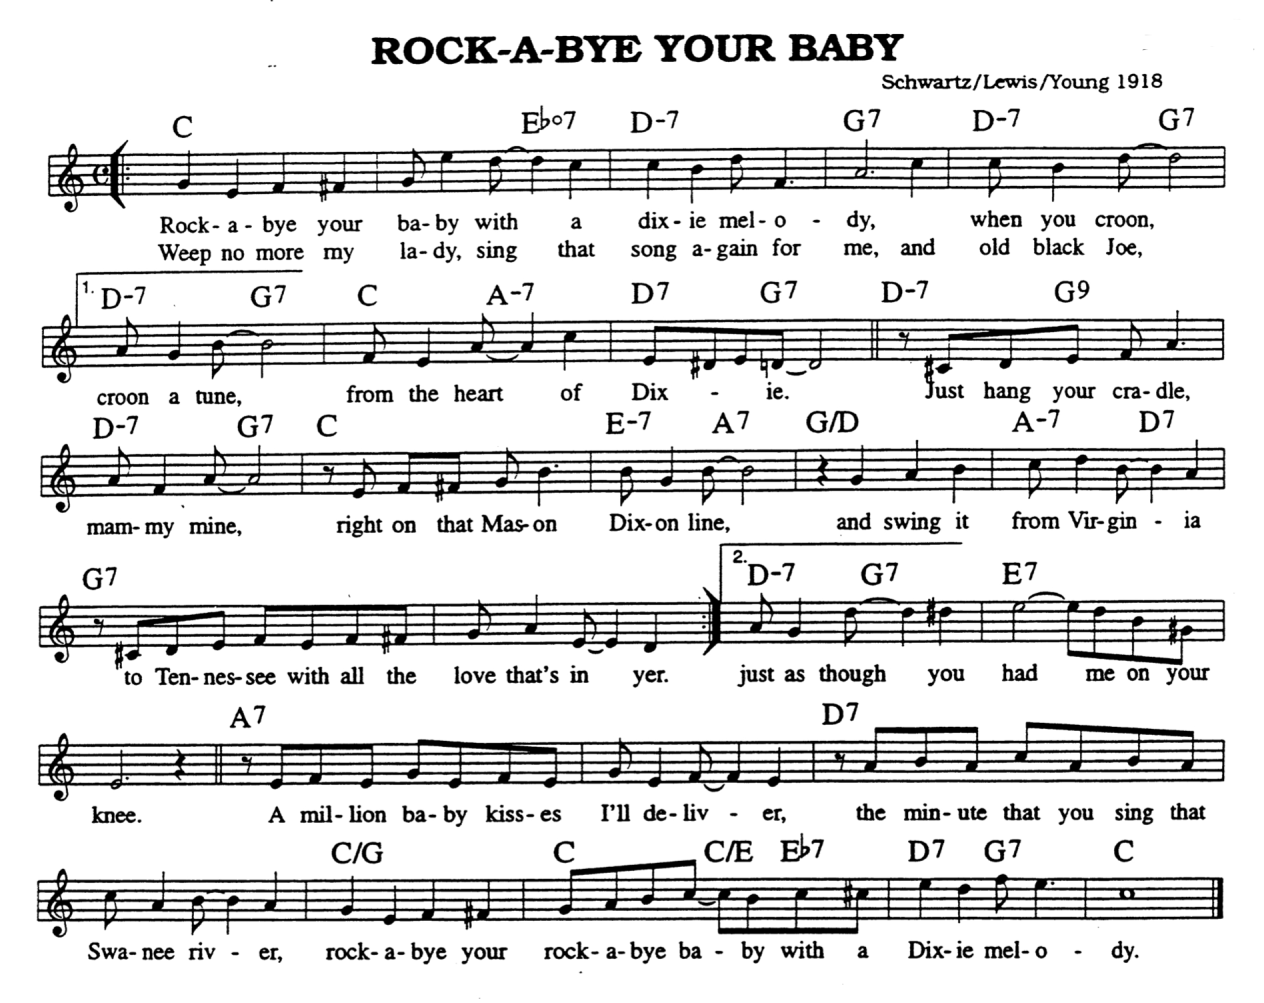 ROCK-A-BYE YOUR BABY
Schwartz/Lewis/Young 1918
C E♭o7 D-7 G7 D-7 G7
Rock- a - bye your ba- by with a dix- ie mel- o - dy, when you croon,
Weep no more my la- dy, sing that song a- gain for me, and old black Joe,
1. D-7 G7 C A-7 D7 G7 D-7 G9
croon a tune, from the heart of Dix - ie. Just hang your cra- dle,
D-7 G7 C E-7 A7 G/D A-7 D7
mam- my mine, right on that Mas- on Dix- on line, and swing it from Vir- gin - ia
G7 2. D-7 G7 E7
to Ten- nes- see with all the love that's in yer. just as though you had me on your
A7 D7
knee. A mil- lion ba- by kiss- es I'll de- liv - er, the min- ute that you sing that
C/G C C/E E♭7 D7 G7 C
Swa- nee riv - er, rock- a- bye your rock- a- bye ba - by with a Dix- ie mel- o - dy.